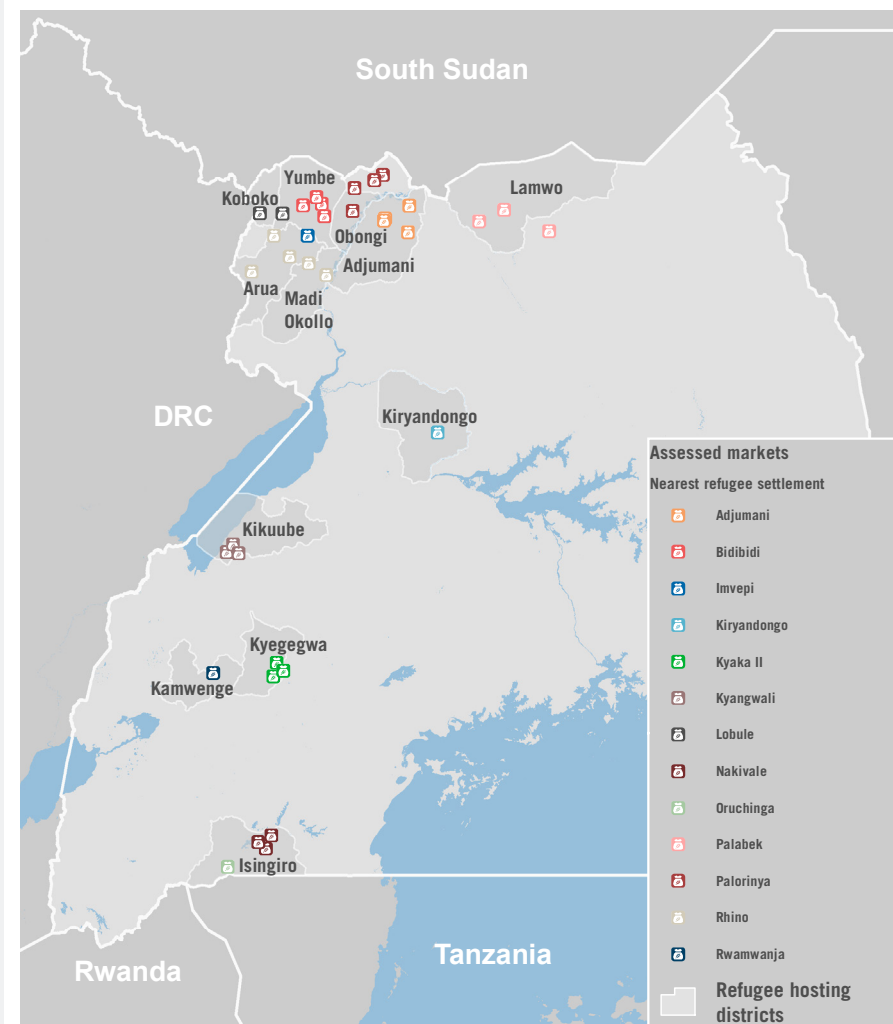 South Sudan
Yumbe
Lamwo
Koboko
Obongi
Adjumani
Arua
Madi
Okollo
DRC
Kiryandongo
Assessed markets
Nearest refugee settlement
Adjumani
Bidibidi
Imvepi
Kiryandongo
Kyaka II
Kyangwali
Lobule
Nakivale
Oruchinga
Palabek
Palorinya
Rhino
Rwamwanja
Refugee hosting
districts
Kikuube
Kyegegwa
Kamwenge
Isingiro
Tanzania
Rwanda